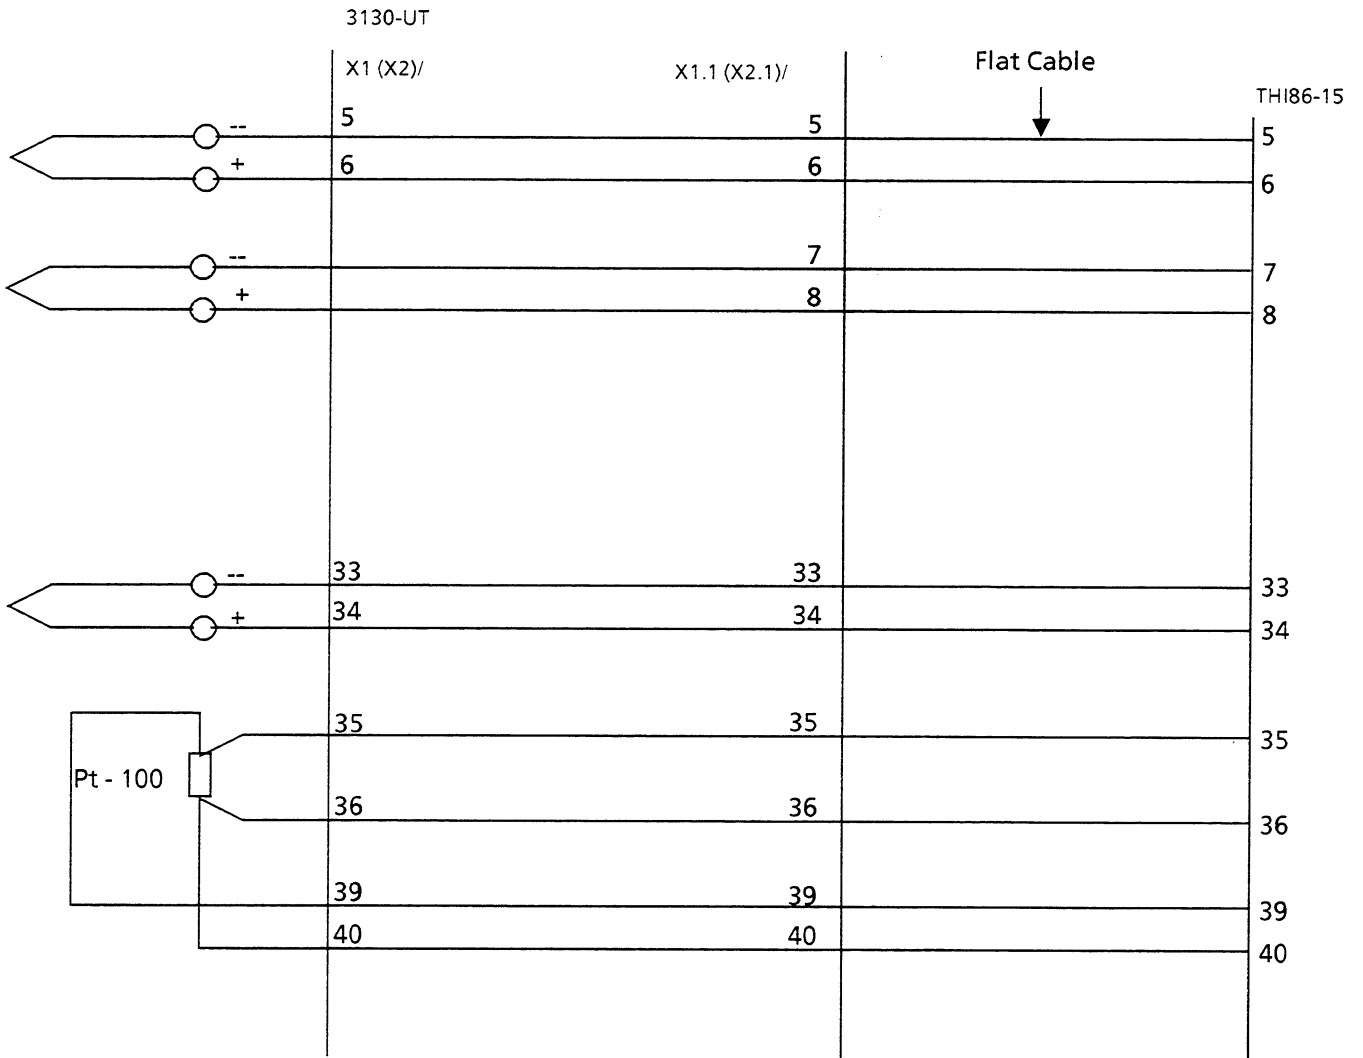 3130-UT
X1 (X2)/
X1.1 (X2.1)/
Flat Cable
THI86-15
-- 5 5 5
+ 6 6 6
-- 7 7
+ 8 8
-- 33 33 33
+ 34 34 34
35 35 35
Pt - 100
36 36 36
39 39 39
40 40 40